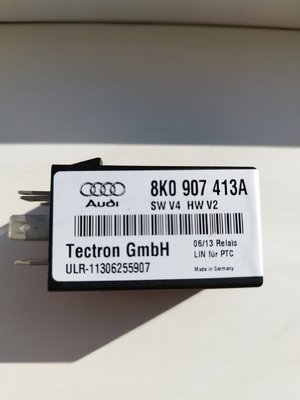 Audi
8K0 907 413A
SW V4 HW V2
Tectron GmbH
ULR-11306255907
06/13 Relais
LIN für PTC
Made in Germany